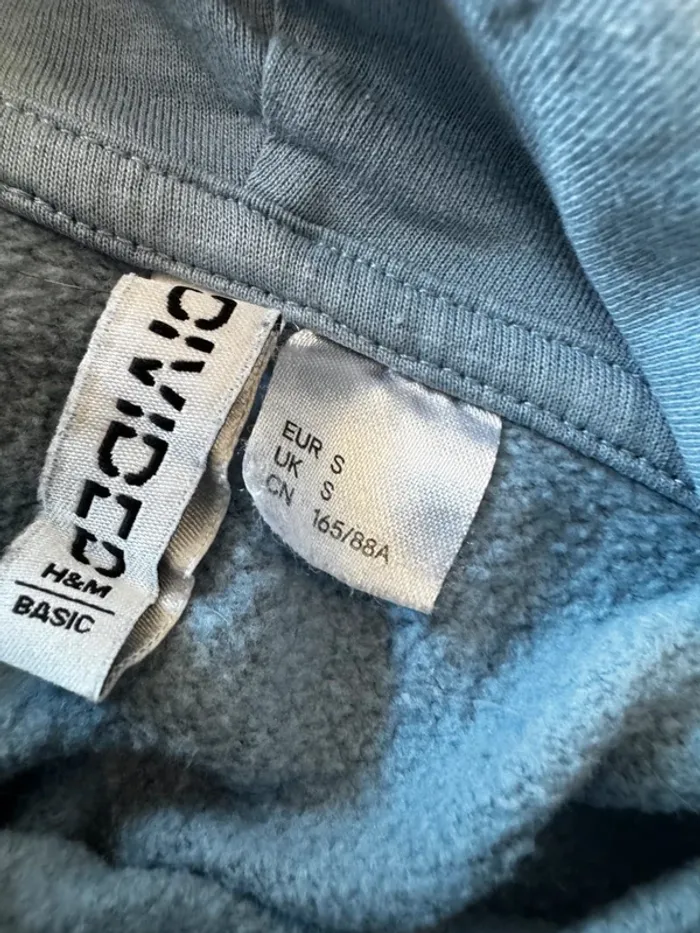 DIVIDED
H&M
BASIC
EUR S
UK S
CN 165/88A